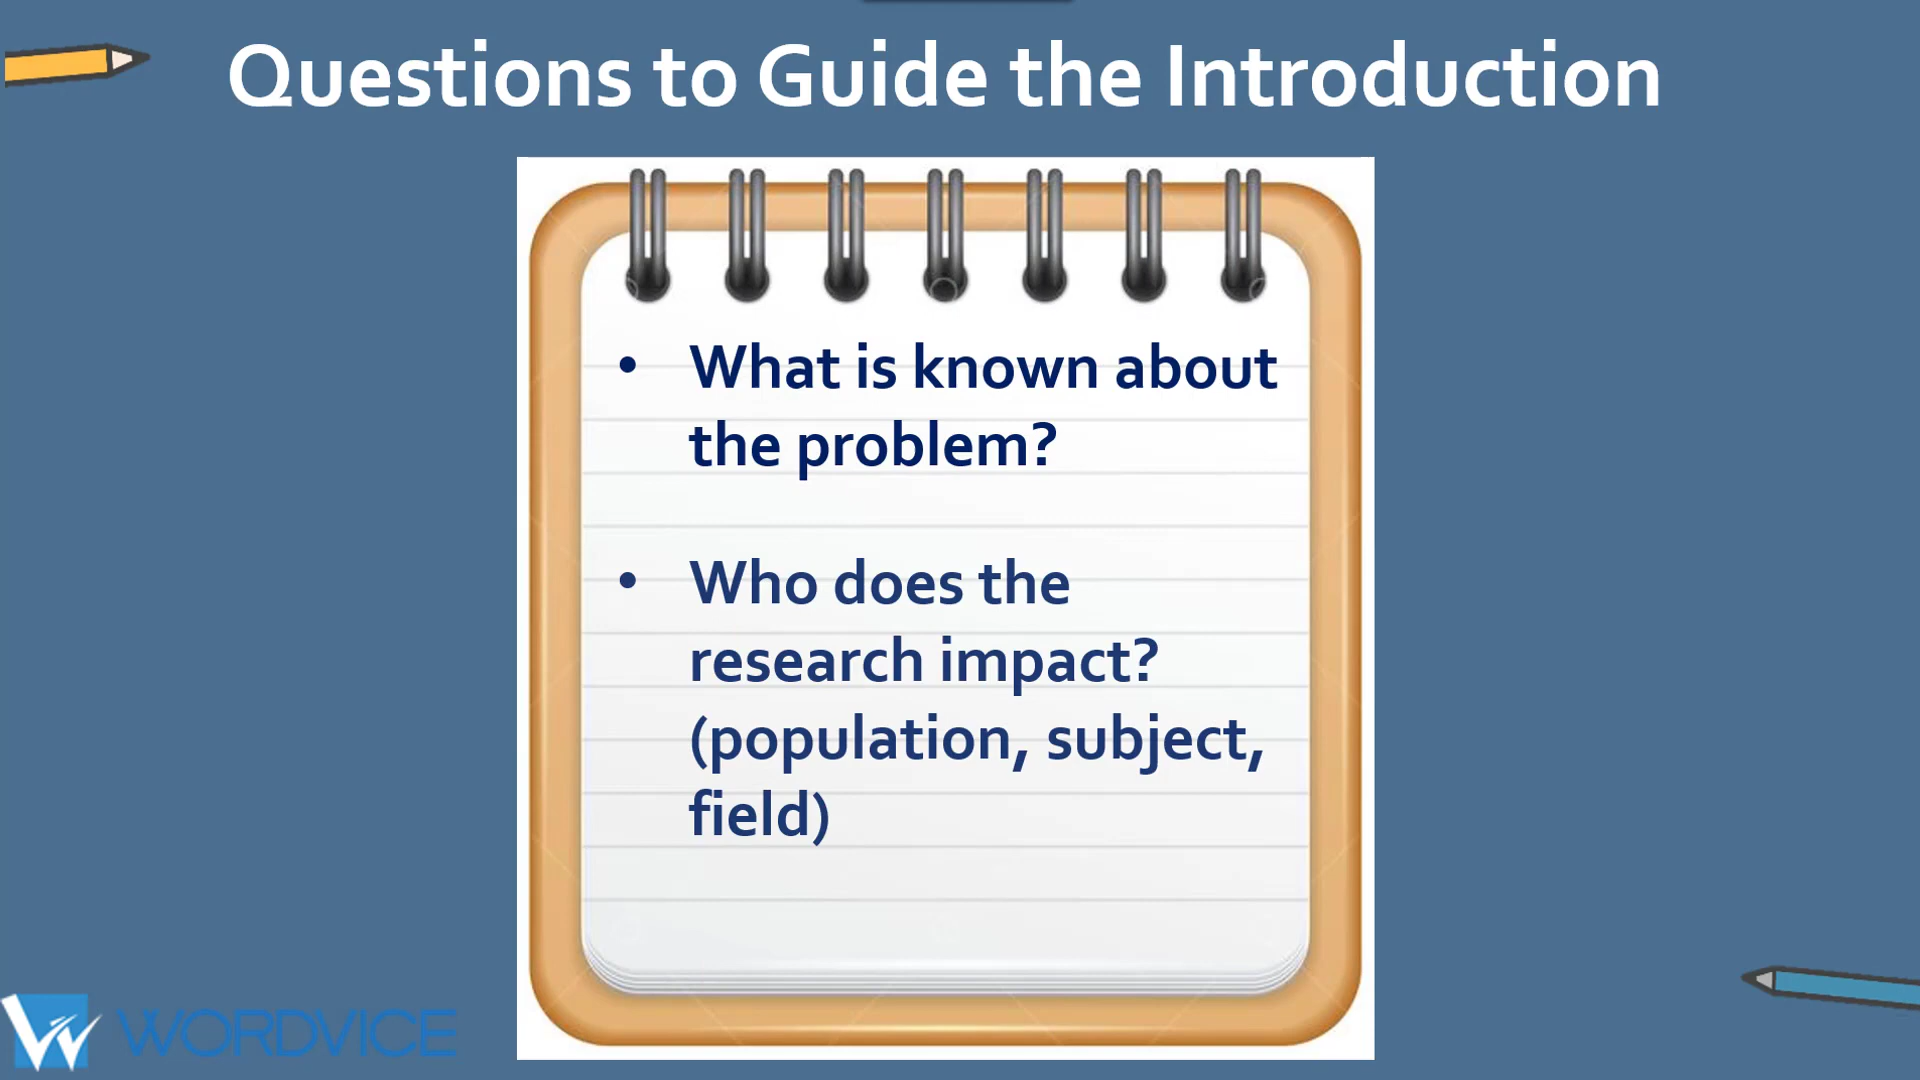 Questions to Guide the Introduction
• What is known about
the problem?
• Who does the
research impact?
(population, subject,
field)
WORDVICE